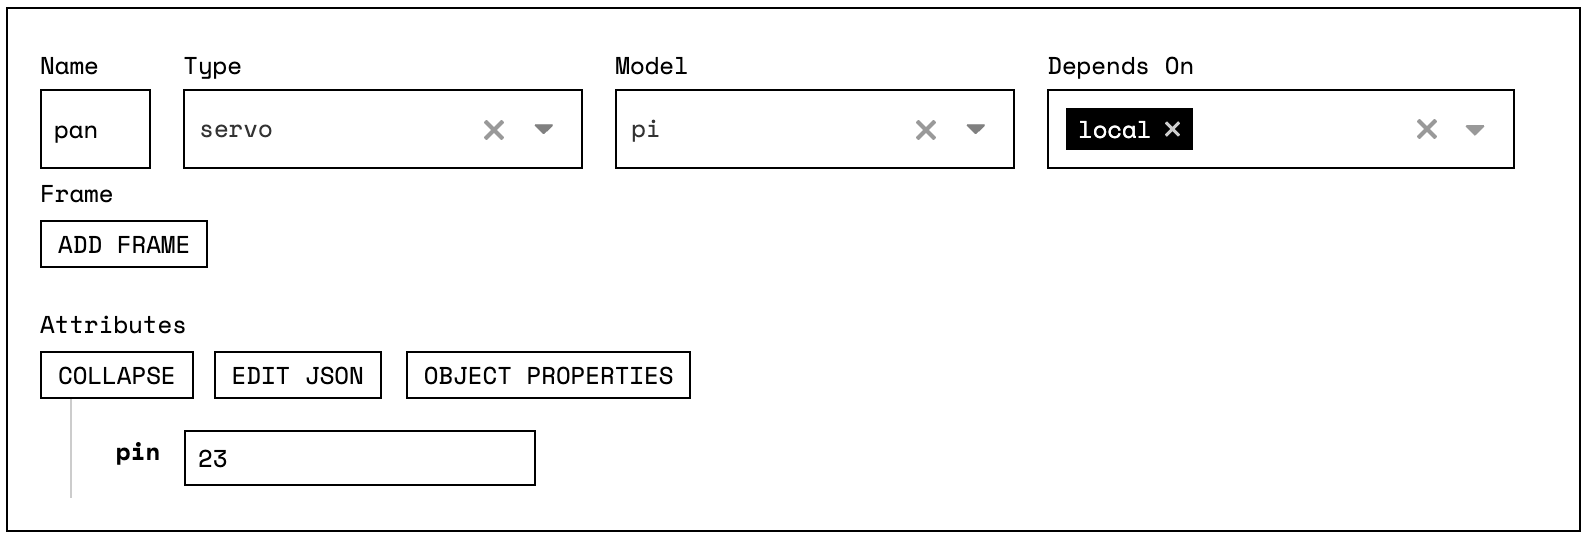 Name Type Model Depends On
pan servo pi local
Frame
ADD FRAME
Attributes
COLLAPSE EDIT JSON OBJECT PROPERTIES
pin 23